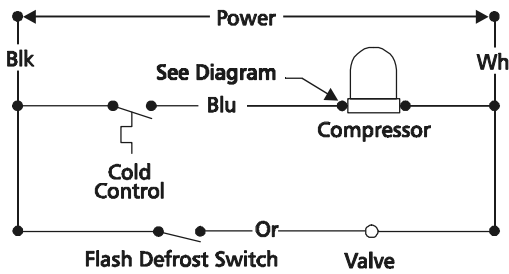 Power
Blk
Wh
See Diagram
Blu
Compressor
Cold
Control
Or
Flash Defrost Switch
Valve